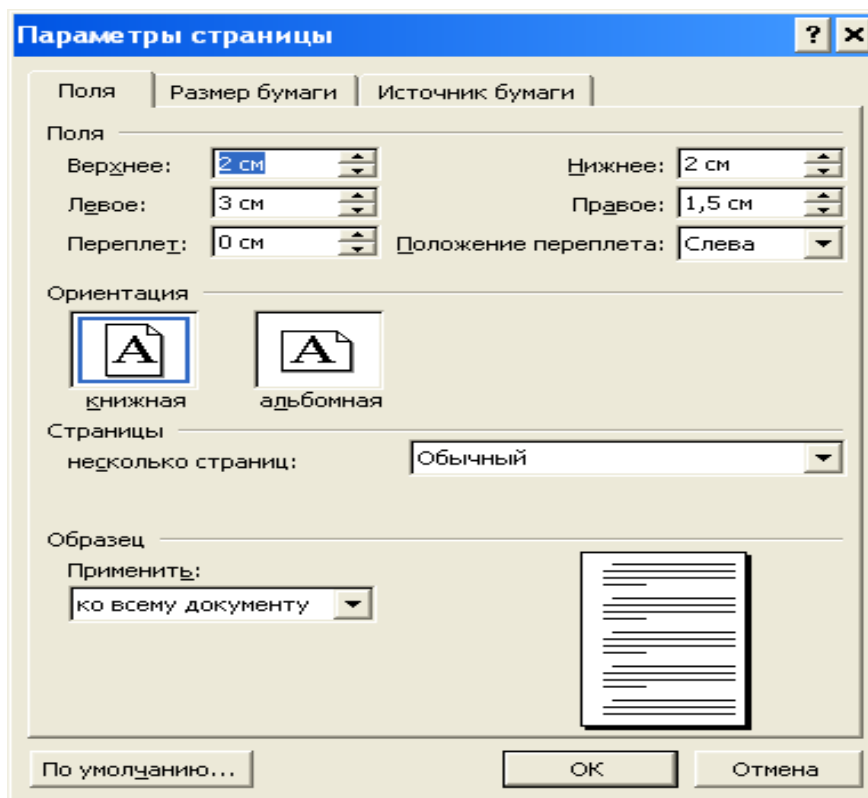 Параметры страницы
Поля Размер бумаги Источник бумаги
Поля
Верхнее: 2 см Нижнее: 2 см
Левое: 3 см Правое: 1,5 см
Переплет: 0 см Положение переплета: Слева
Ориентация
A A
книжная альбомная
Страницы
несколько страниц: Обычный
Образец
Применить:
ко всему документу
По умолчанию... ОК Отмена